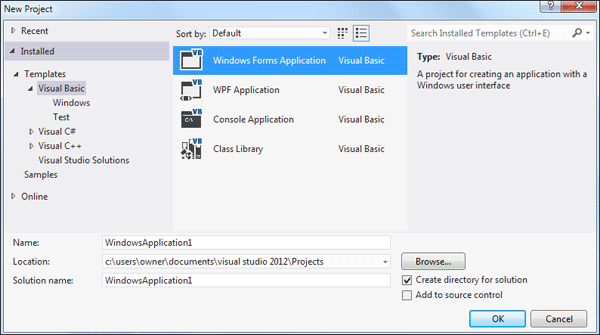 New Project
Recent
Installed
Templates
Visual Basic
Windows
Test
Visual C#
Visual C++
Visual Studio Solutions
Samples
Online
Sort by: Default
Search Installed Templates (Ctrl+E)
VB Windows Forms Application Visual Basic
VB WPF Application Visual Basic
VB C:\ Console Application Visual Basic
VB Class Library Visual Basic
Type: Visual Basic
A project for creating an application with a
Windows user interface
Name: WindowsApplication1
Location: c:\users\owner\documents\visual studio 2012\Projects Browse...
Solution name: WindowsApplication1
Create directory for solution
Add to source control
OK Cancel